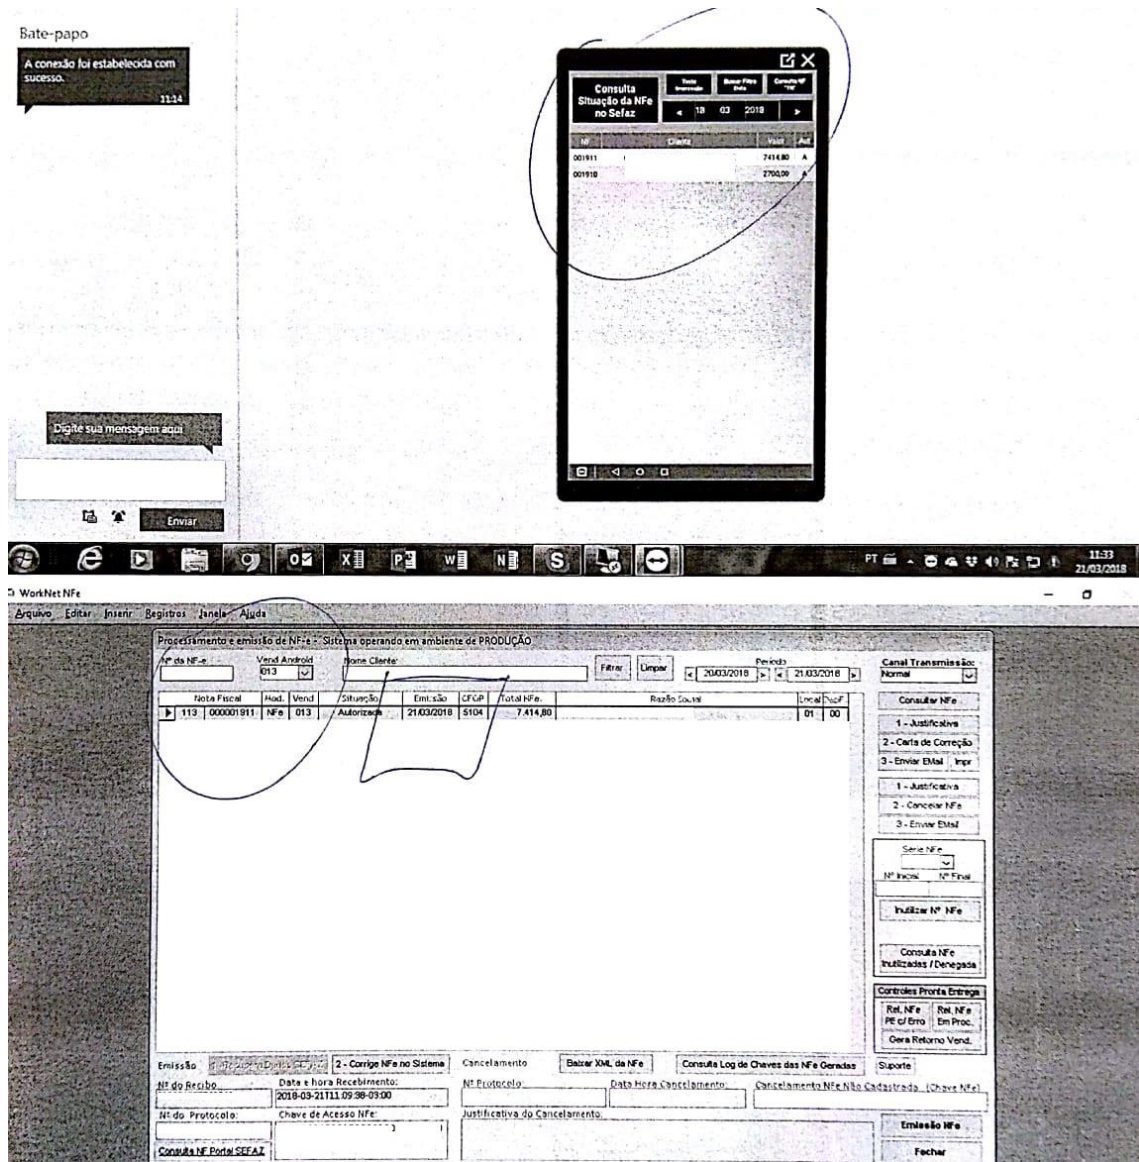 Bate-papo
A conexão foi estabelecida com
sucesso.
11:14
Consulta
Situação da NFe
no Sefaz
< 18 03 2018 >
NF Cliente Valor Aut
001911 7414,80 A
001910 2700,00 A
Digite sua mensagem aqui
Enviar
PT
11:33
21/03/2018
WorkNet NFe
Arquivo Editar Inserir Registros Janela Ajuda
Processamento e emissão de NF-e - Sistema operando em ambiente de PRODUÇÃO
Nº da NF-e: Vend Android Nome Cliente: Período Canal Transmissão:
013 Filtrar Limpar < 20/03/2018 > < 21/03/2018 > Normal
Nota Fiscal Mod. Vend Situação Emissão CFOP Total NFe. Razão Social Local
113 000001911 NFe 013 Autorizada 21/03/2018 5104 7.414,80 01 00
Consultar NFe
1 - Justificativa
2 - Carta de Correção
3 - Enviar EMail Impr
1 - Justificativa
2 - Cancelar NFe
3 - Enviar EMail
Serie NFe
Nº Inicial Nº Final
Inutilizar Nº NFe
Consulta NFe
Inutilizadas / Denegada
Controles Pronta Entrega
Rel. NFe Rel. NFe
PE c/ Erro Em Proc.
Gera Retorno Vend.
Emissão 2 - Corrige NFe no Sistema Cancelamento Baixar XML da NFe Consulta Log de Chaves das NFe Geradas Suporte
Nº do Recibo Data e hora Recebimento: Nº Protocolo: Data Hora Cancelamento: Cancelamento NFe Não Cadastrada (Chave NFe)
2018-03-21T11:09:38-03:00
Nº do Protocolo: Chave de Acesso NFe: Justificativa do Cancelamento:
Emissão NFe
Consulta NF Portal SEFAZ Fechar